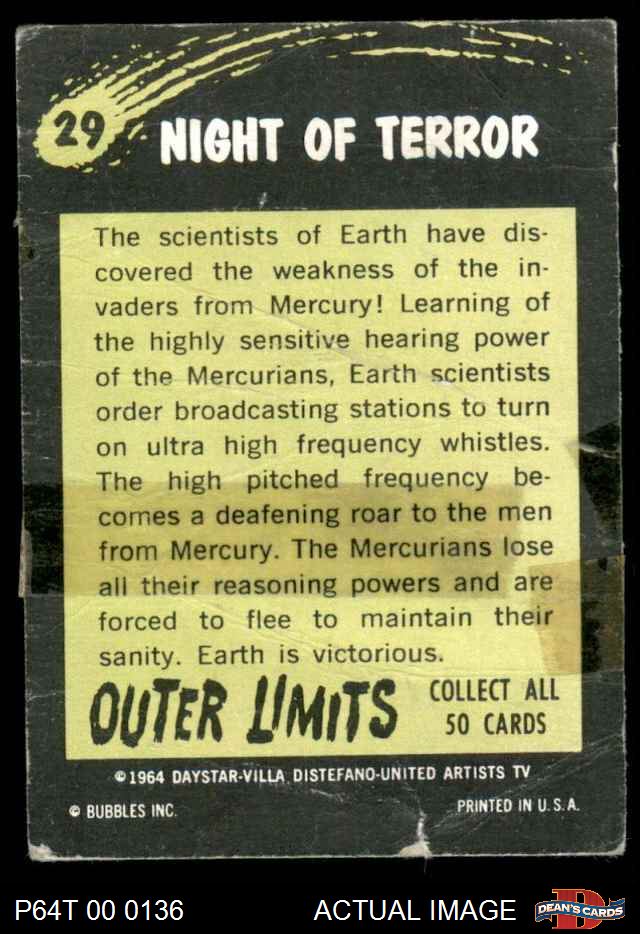 29
NIGHT OF TERROR
The scientists of Earth have dis-
covered the weakness of the in-
vaders from Mercury! Learning of
the highly sensitive hearing power
of the Mercurians, Earth scientists
order broadcasting stations to turn
on ultra high frequency whistles.
The high pitched frequency be-
comes a deafening roar to the men
from Mercury. The Mercurians lose
all their reasoning powers and are
forced to flee to maintain their
sanity. Earth is victorious.
OUTER LIMITS
COLLECT ALL
50 CARDS
© 1964 DAYSTAR-VILLA DISTEFANO-UNITED ARTISTS TV
© BUBBLES INC.
PRINTED IN U.S.A.
P64T 00 0136
ACTUAL IMAGE
D
DEAN'S CARDS